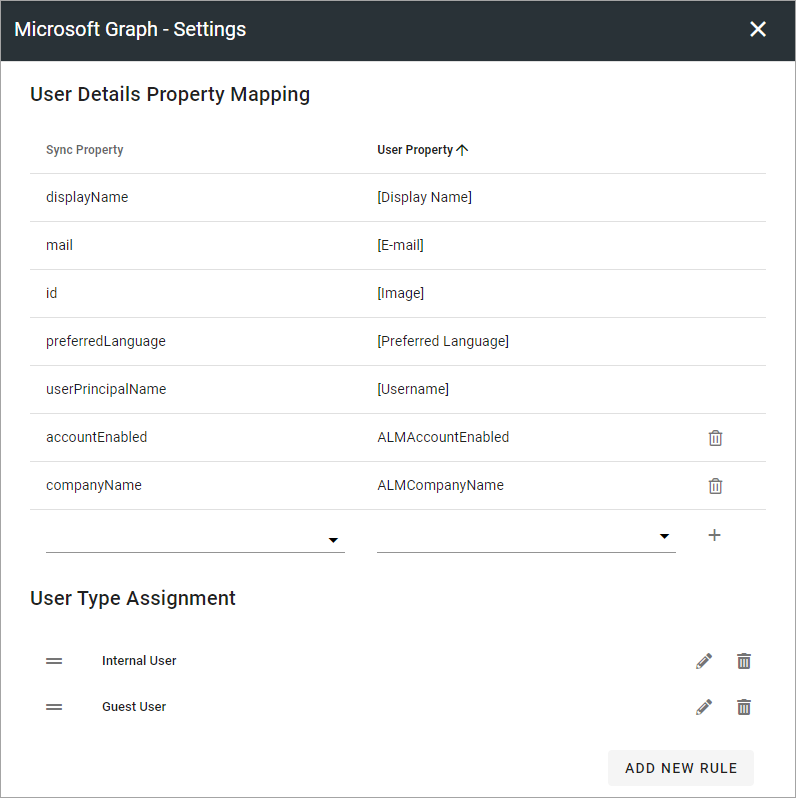 Microsoft Graph - Settings
User Details Property Mapping
Sync Property User Property
displayName [Display Name]
mail [E-mail]
id [Image]
preferredLanguage [Preferred Language]
userPrincipalName [Username]
accountEnabled ALMAccountEnabled
companyName ALMCompanyName
User Type Assignment
Internal User
Guest User
ADD NEW RULE